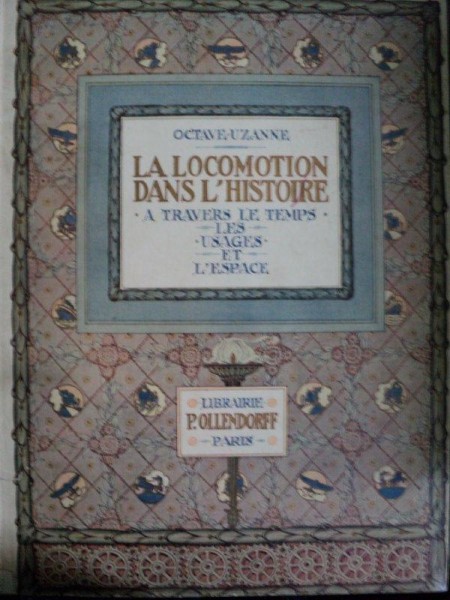 OCTAVE·UZANNE
LA LOCOMOTION
DANS L'HISTOIRE
· A TRAVERS LE TEMPS ·
LES
·USAGES·
ET
L'ESPACE
LIBRAIRIE
P. OLLENDORFF
PARIS